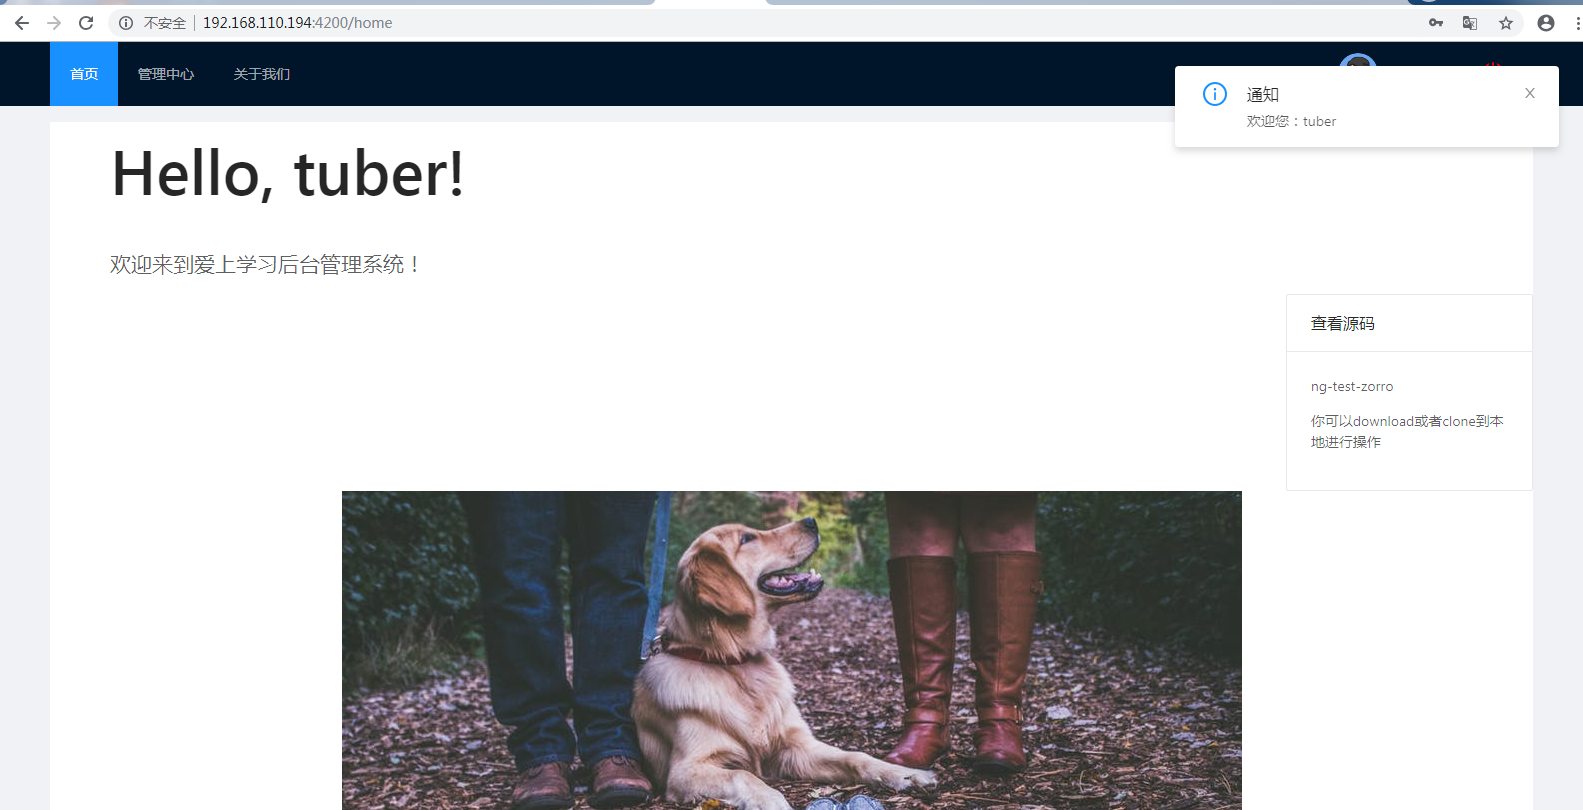 不安全 192.168.110.194:4200/home
首页 管理中心 关于我们
通知
欢迎您：tuber
Hello, tuber!
欢迎来到爱上学习后台管理系统！
查看源码
ng-test-zorro
你可以download或者clone到本
地进行操作